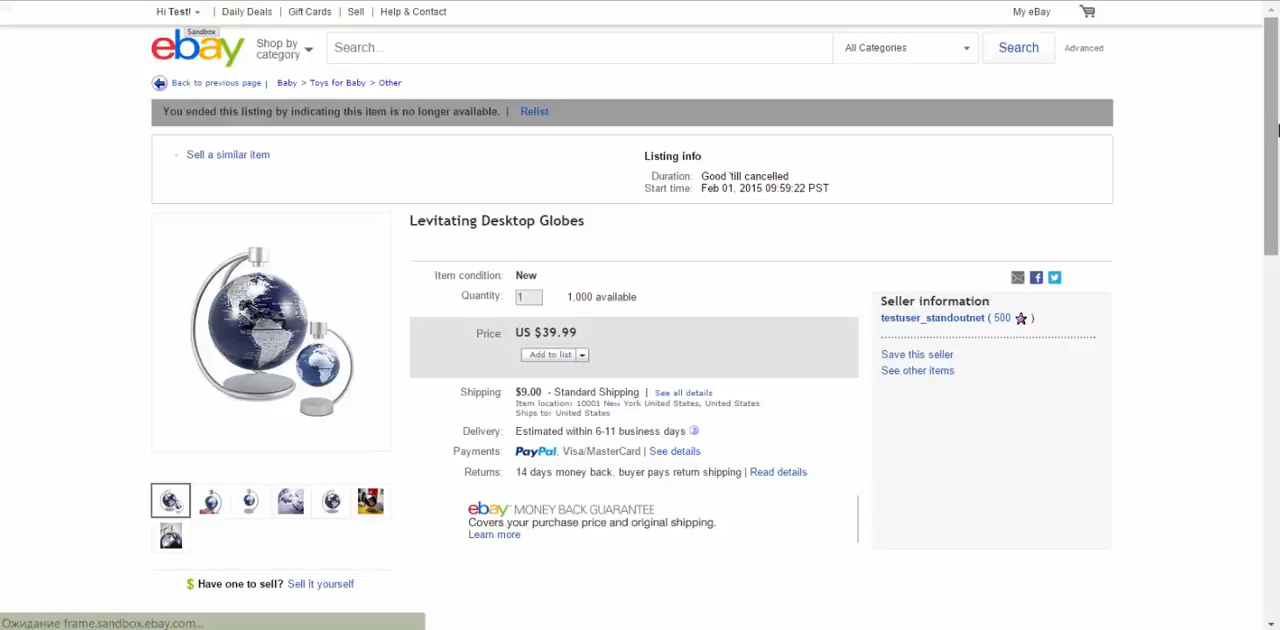 Hi Test! | Daily Deals | Gift Cards | Sell | Help & Contact My eBay
Sandbox
ebay Shop by category Search... All Categories Search Advanced
Back to previous page | Baby > Toys for Baby > Other
You ended this listing by indicating this item is no longer available. | Relist
Sell a similar item
Listing info
Duration: Good 'till cancelled
Start time: Feb 01, 2015 09:59:22 PST
Levitating Desktop Globes
Item condition: New
Quantity: 1 1,000 available
Price: US $39.99
Add to list
Seller information
testuser_standoutnet ( 500 )
Save this seller
See other items
Shipping: $9.00 - Standard Shipping | See all details
Item location: 10001 New York United States, United States
Ships to: United States
Delivery: Estimated within 6-11 business days
Payments: PayPal, Visa/MasterCard | See details
Returns: 14 days money back, buyer pays return shipping | Read details
ebay MONEY BACK GUARANTEE
Covers your purchase price and original shipping.
Learn more
$ Have one to sell? Sell it yourself
Ожидание frame.sandbox.ebay.com...